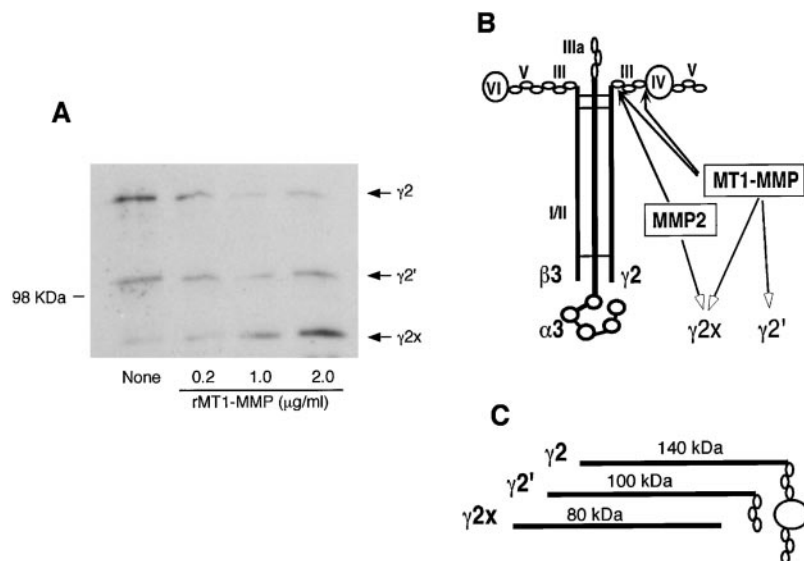 A
γ2
γ2'
98 KDa
γ2x
None 0.2 1.0 2.0
rMT1-MMP (μg/ml)
B
IIIa
V III III IV V
VI
MT1-MMP
MMP2
I/II
β3 γ2
α3
γ2x γ2'
C
γ2 140 kDa
γ2' 100 kDa
γ2x 80 kDa